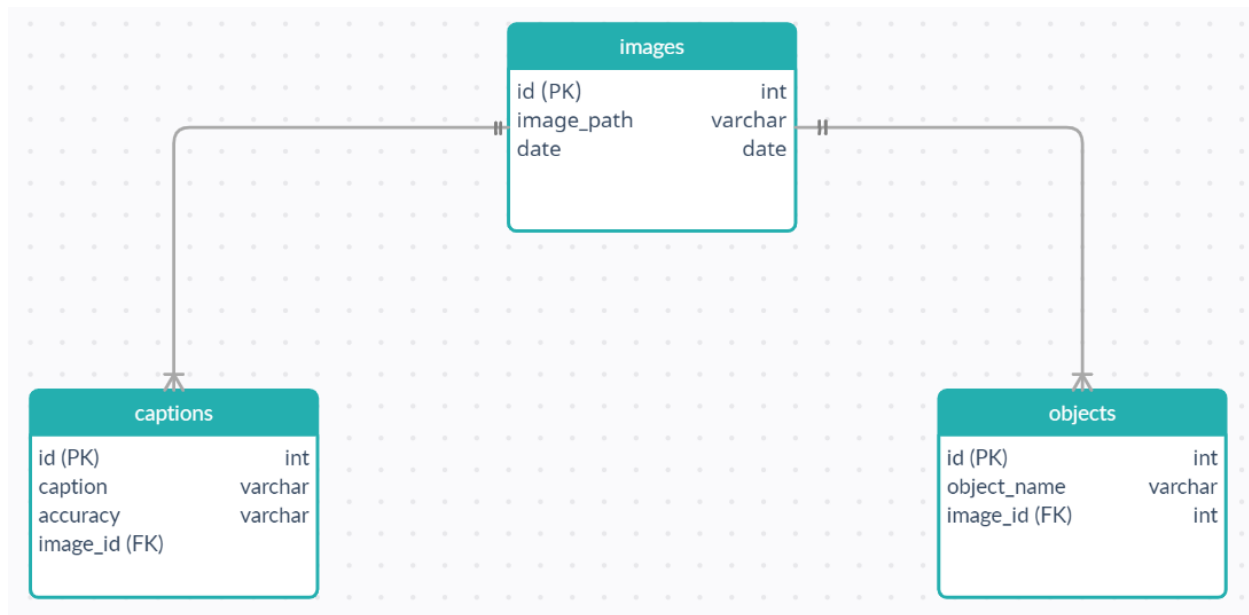 images
id (PK) int
image_path varchar
date date
captions
id (PK) int
caption varchar
accuracy varchar
image_id (FK)
objects
id (PK) int
object_name varchar
image_id (FK) int